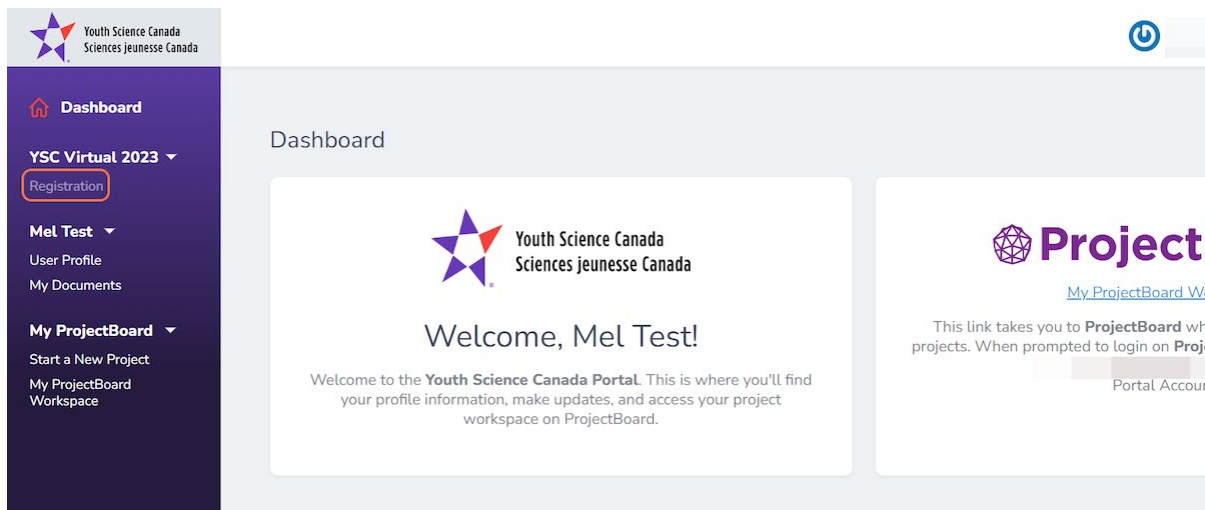 Youth Science Canada
Sciences jeunesse Canada
Dashboard
YSC Virtual 2023
Registration
Mel Test
User Profile
My Documents
My ProjectBoard
Start a New Project
My ProjectBoard
Workspace
Dashboard
Youth Science Canada
Sciences jeunesse Canada
Welcome, Mel Test!
Welcome to the Youth Science Canada Portal. This is where you'll find
your profile information, make updates, and access your project
workspace on ProjectBoard.
Project
My ProjectBoard
This link takes you to ProjectBoard
projects. When prompted to login on
Portal